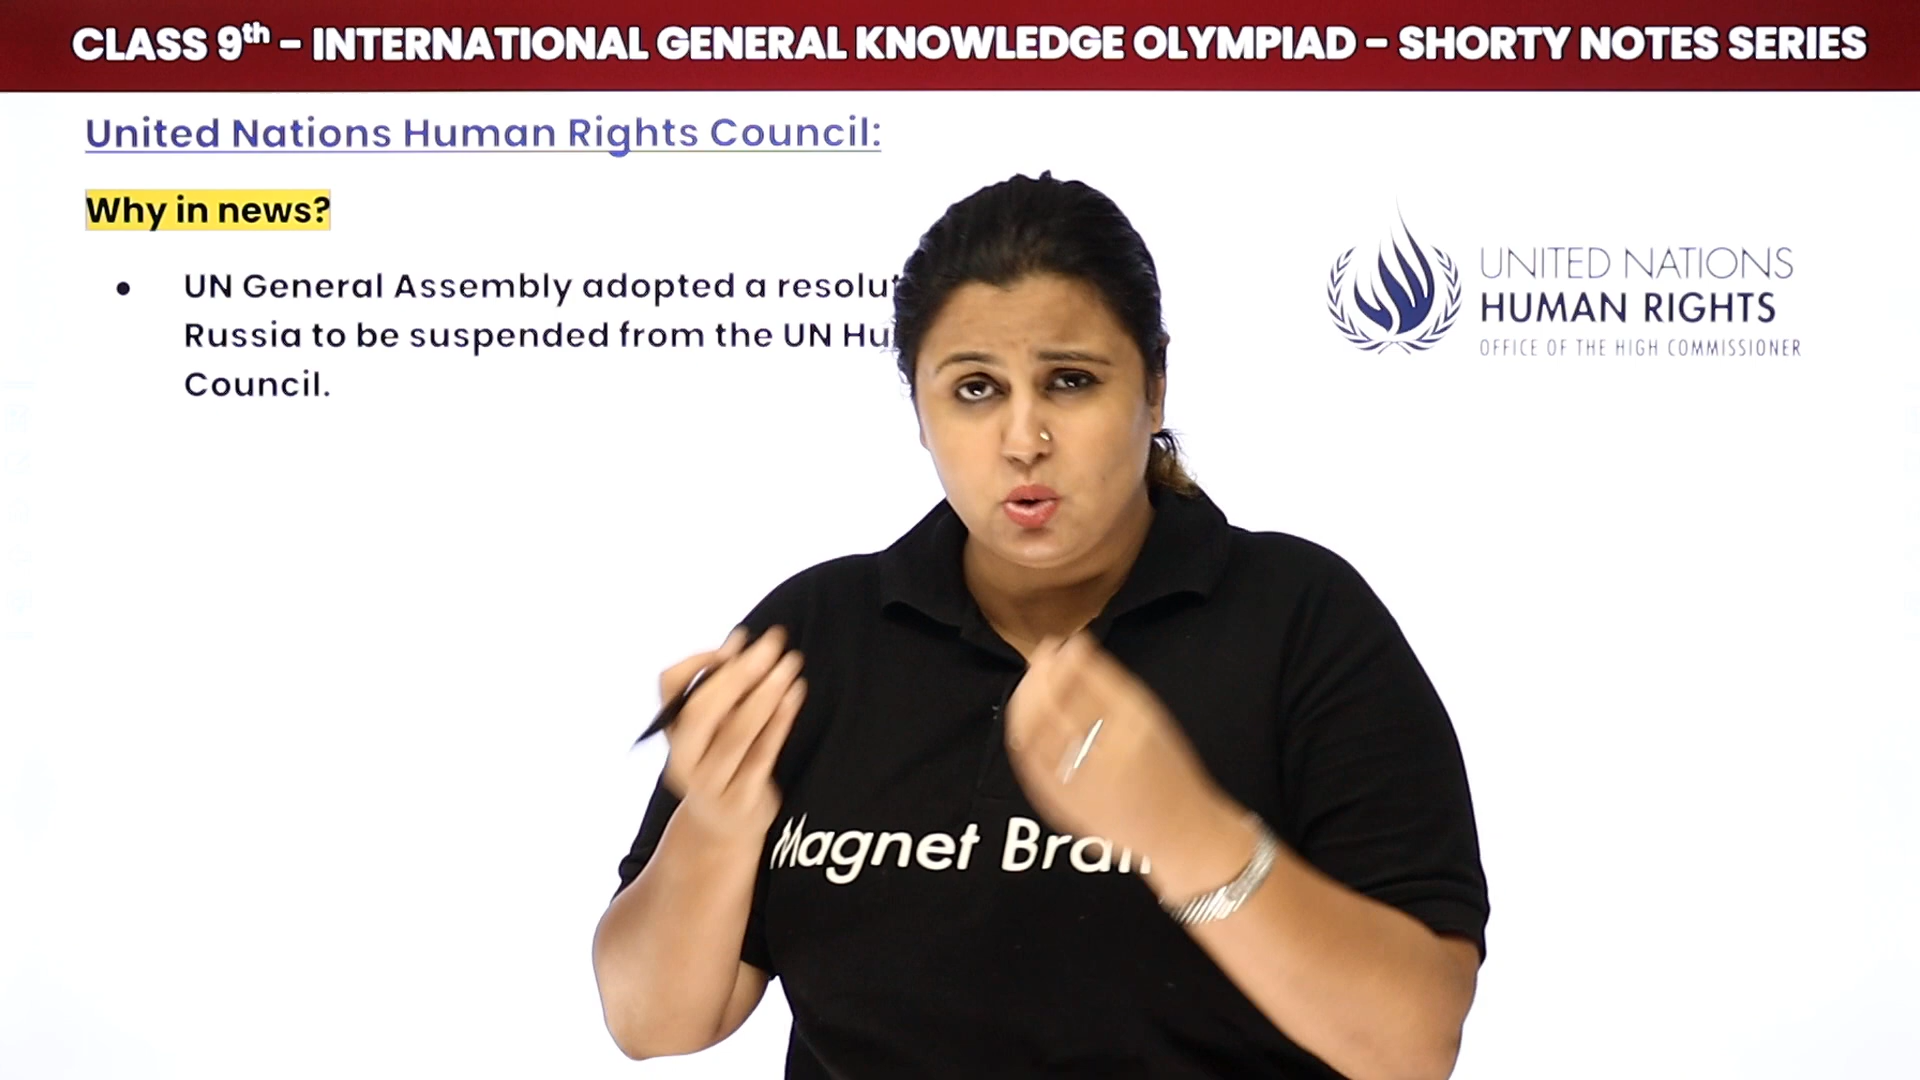 CLASS 9th - INTERNATIONAL GENERAL KNOWLEDGE OLYMPIAD - SHORTY NOTES SERIES
United Nations Human Rights Council:
Why in news?
• UN General Assembly adopted a
Russia to be suspended from the UN
Council.
UNITED NATIONS
HUMAN RIGHTS
OFFICE OF THE HIGH COMMISSIONER
Magnet